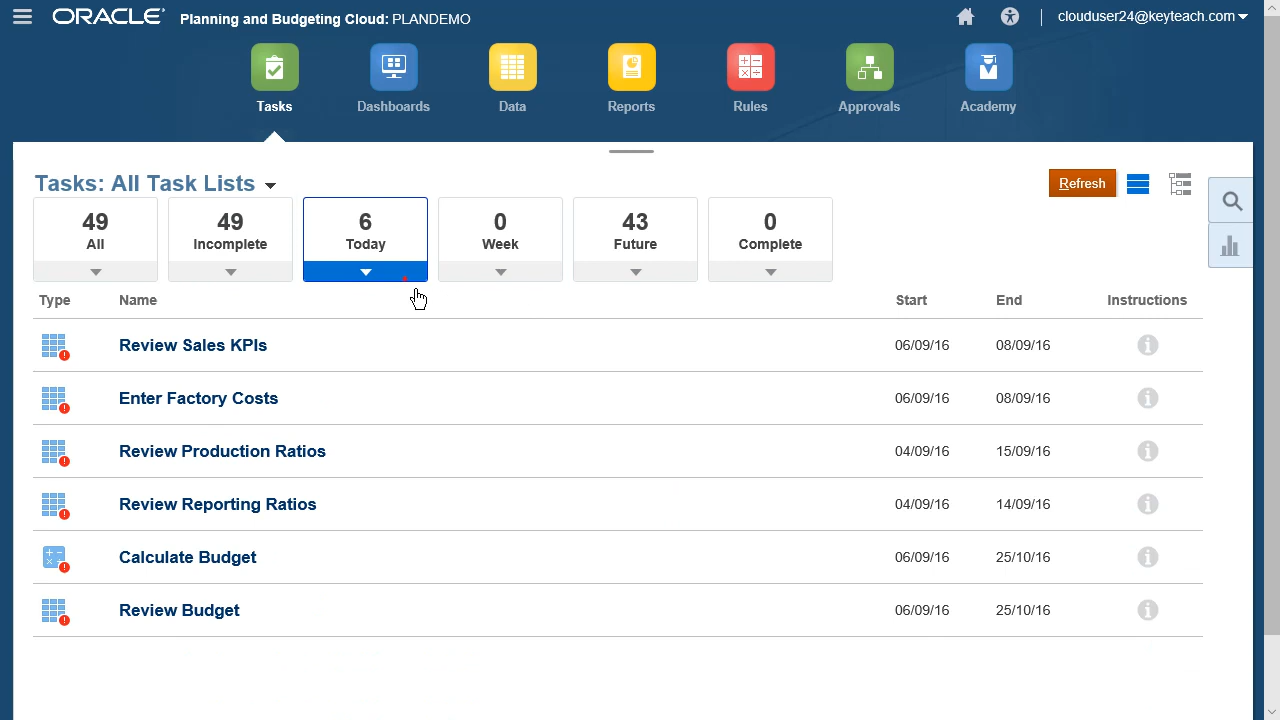 ORACLE Planning and Budgeting Cloud: PLANDEMO clouduser24@keyteach.com
Tasks Dashboards Data Reports Rules Approvals Academy
Tasks: All Task Lists Refresh
49 49 6 0 43 0
All Incomplete Today Week Future Complete
Type Name Start End Instructions
Review Sales KPIs 06/09/16 08/09/16
Enter Factory Costs 06/09/16 08/09/16
Review Production Ratios 04/09/16 15/09/16
Review Reporting Ratios 04/09/16 14/09/16
Calculate Budget 06/09/16 25/10/16
Review Budget 06/09/16 25/10/16